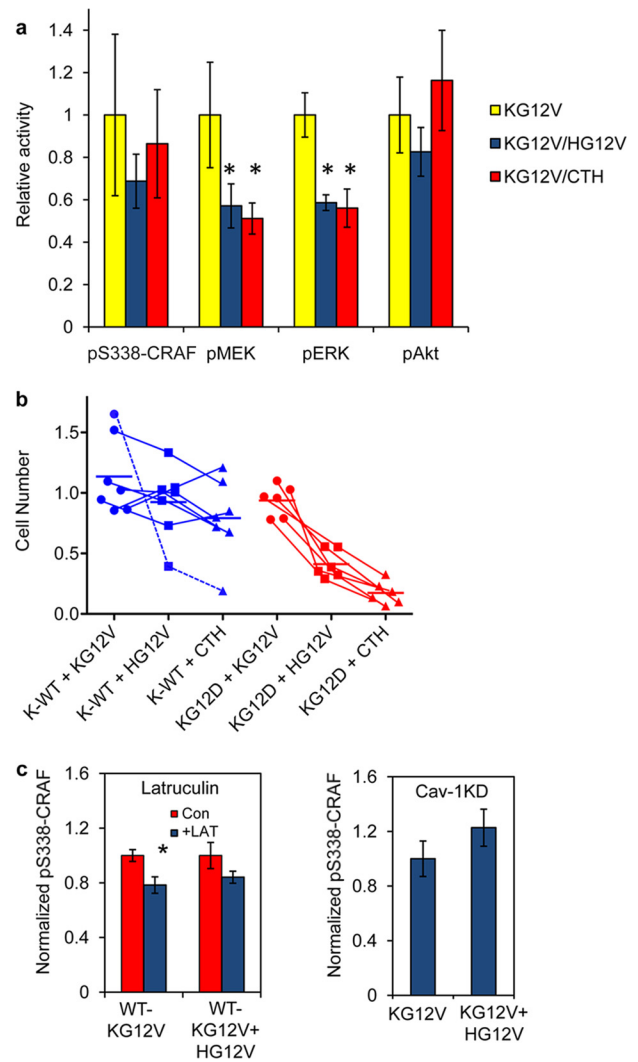 a
Relative activity
1.4
1.2
1
0.8
0.6
0.4
0.2
0
* * * *
pS338-CRAF pMEK pERK pAkt
KG12V
KG12V/HG12V
KG12V/CTH
b
Cell Number
1.5
1.0
0.5
0.0
K-WT + KG12V
K-WT + HG12V
K-WT + CTH
KG12D + KG12V
KG12D + HG12V
KG12D + CTH
c
Normalized pS338-CRAF
1.6
1.2
0.8
0.4
0
Latruculin
Con
+LAT
*
WT-
KG12V
WT-
KG12V+
HG12V
Normalized pS338-CRAF
1.6
1.2
0.8
0.4
0
Cav-1KD
KG12V
KG12V+
HG12V